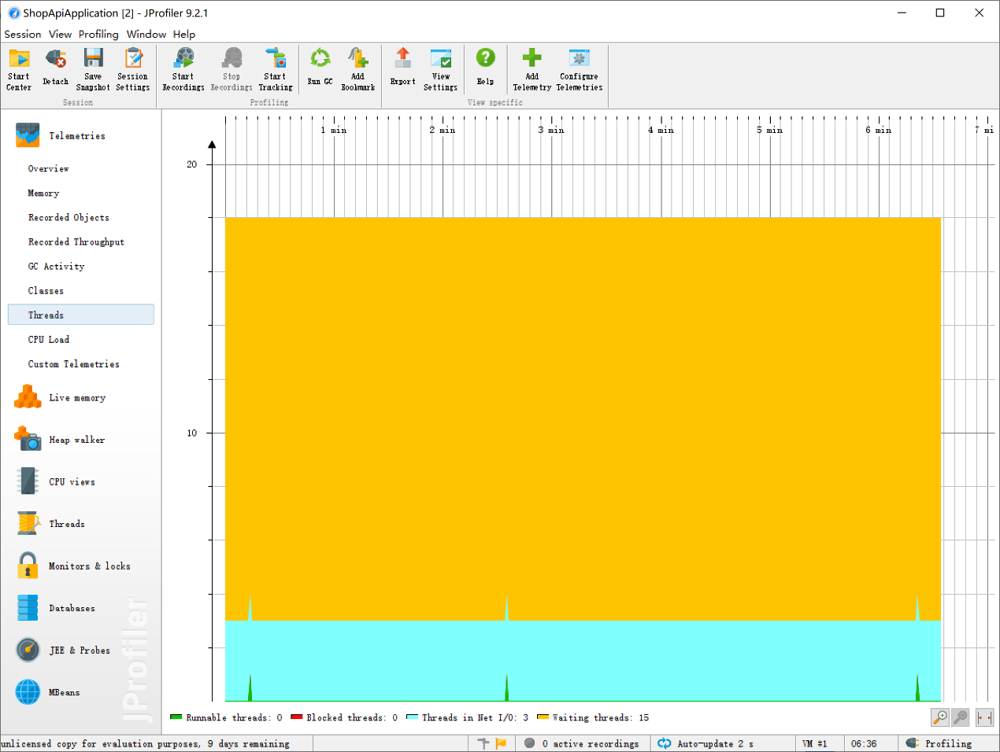 ShopApiApplication [2] - JProfiler 9.2.1
Session View Profiling Window Help
Start Center
Detach
Save Snapshot
Session Settings
Start Recordings
Stop Recordings
Start Tracking
Run GC
Add Bookmark
Export
View Settings
Help
Add Telemetry
Configure Telemetries
Session
Profiling
View specific
Telemetries
Overview
Memory
Recorded Objects
Recorded Throughput
GC Activity
Classes
Threads
CPU Load
Custom Telemetries
Live memory
Heap walker
CPU views
Threads
Monitors & locks
Databases
JEE & Probes
MBeans
JProfiler
1 min 2 min 3 min 4 min 5 min 6 min 7 mi
20
10
Runnable threads: 0 Blocked threads: 0 Threads in Net I/O: 3 Waiting threads: 15
unlicensed copy for evaluation purposes, 9 days remaining
0 active recordings
Auto-update 2 s
VM #1
06:36
Profiling